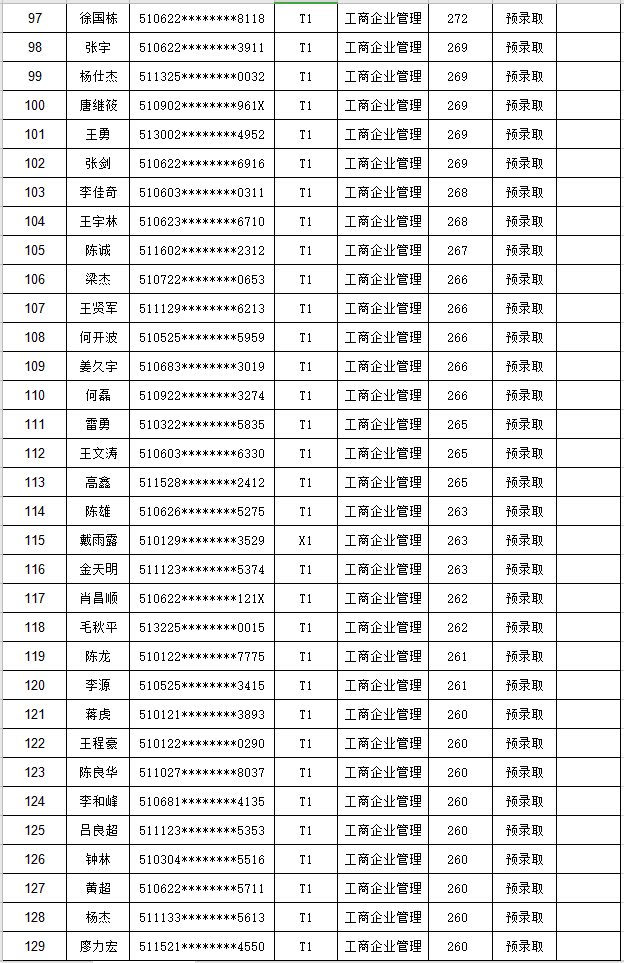 97 徐国栋 510622********8118 T1 工商企业管理 272 预录取
98 张宇 510622********3911 T1 工商企业管理 269 预录取
99 杨仕杰 511325********0032 T1 工商企业管理 269 预录取
100 唐继筱 510902********961X T1 工商企业管理 269 预录取
101 王勇 513002********4952 T1 工商企业管理 269 预录取
102 张剑 510622********6916 T1 工商企业管理 269 预录取
103 李佳奇 510603********0311 T1 工商企业管理 268 预录取
104 王宇林 510623********6710 T1 工商企业管理 268 预录取
105 陈诚 511602********2312 T1 工商企业管理 267 预录取
106 梁杰 510722********0653 T1 工商企业管理 266 预录取
107 王贤军 511129********6213 T1 工商企业管理 266 预录取
108 何开波 510525********5959 T1 工商企业管理 266 预录取
109 姜久宇 510683********3019 T1 工商企业管理 266 预录取
110 何磊 510922********3274 T1 工商企业管理 266 预录取
111 雷勇 510322********5835 T1 工商企业管理 265 预录取
112 王文涛 510603********6330 T1 工商企业管理 265 预录取
113 高鑫 511528********2412 T1 工商企业管理 265 预录取
114 陈雄 510626********5275 T1 工商企业管理 263 预录取
115 戴雨露 510129********3529 X1 工商企业管理 263 预录取
116 金天明 511123********5374 T1 工商企业管理 263 预录取
117 肖昌顺 510622********121X T1 工商企业管理 262 预录取
118 毛秋平 513225********0015 T1 工商企业管理 262 预录取
119 陈龙 510122********7775 T1 工商企业管理 261 预录取
120 李源 510525********3415 T1 工商企业管理 261 预录取
121 蒋虎 510121********3893 T1 工商企业管理 260 预录取
122 王程豪 510122********0290 T1 工商企业管理 260 预录取
123 陈良华 511027********8037 T1 工商企业管理 260 预录取
124 李和峰 510681********4135 T1 工商企业管理 260 预录取
125 吕良超 511123********5353 T1 工商企业管理 260 预录取
126 钟林 510304********5516 T1 工商企业管理 260 预录取
127 黄超 510622********5711 T1 工商企业管理 260 预录取
128 杨杰 511133********5613 T1 工商企业管理 260 预录取
129 廖力宏 511521********4550 T1 工商企业管理 260 预录取